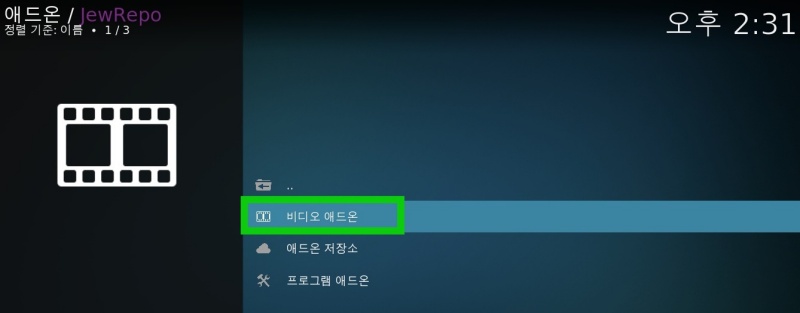 애드온 / JewRepo
정렬 기준: 이름 • 1 / 3
오후 2:31
..
비디오 애드온
애드온 저장소
프로그램 애드온